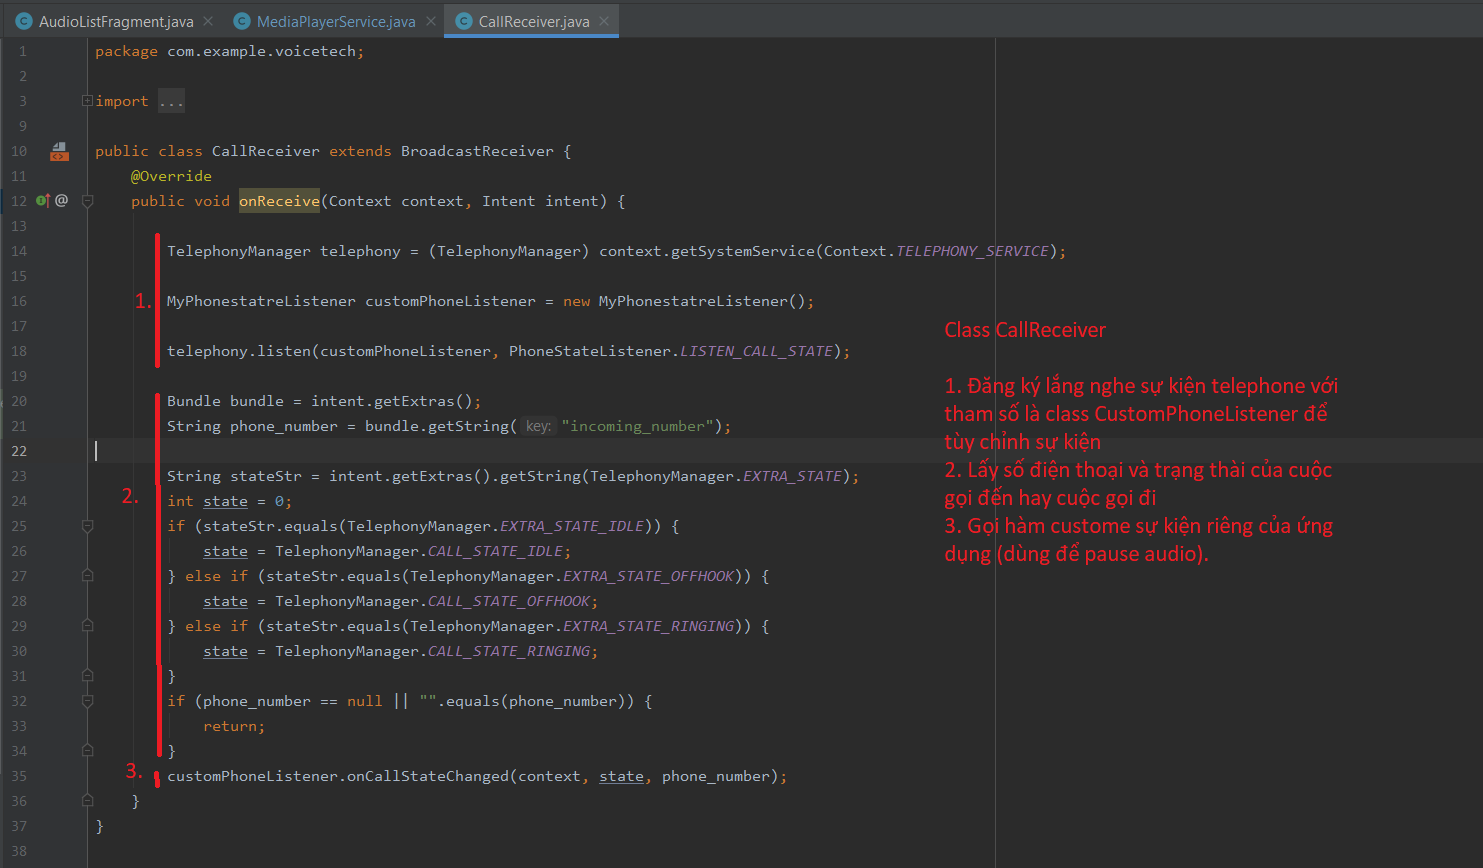 AudioListFragment.java × MediaPlayerService.java × CallReceiver.java ×
1 package com.example.voicetech;
2
3 import ...
9
10 public class CallReceiver extends BroadcastReceiver {
11 @Override
12 public void onReceive(Context context, Intent intent) {
13
14 TelephonyManager telephony = (TelephonyManager) context.getSystemService(Context.TELEPHONY_SERVICE);
15
16 MyPhonestatreListener customPhoneListener = new MyPhonestatreListener();
17
18 telephony.listen(customPhoneListener, PhoneStateListener.LISTEN_CALL_STATE);
19
20 Bundle bundle = intent.getExtras();
21 String phone_number = bundle.getString( key: "incoming_number");
22
23 String stateStr = intent.getExtras().getString(TelephonyManager.EXTRA_STATE);
24 int state = 0;
25 if (stateStr.equals(TelephonyManager.EXTRA_STATE_IDLE)) {
26 state = TelephonyManager.CALL_STATE_IDLE;
27 } else if (stateStr.equals(TelephonyManager.EXTRA_STATE_OFFHOOK)) {
28 state = TelephonyManager.CALL_STATE_OFFHOOK;
29 } else if (stateStr.equals(TelephonyManager.EXTRA_STATE_RINGING)) {
30 state = TelephonyManager.CALL_STATE_RINGING;
31 }
32 if (phone_number == null || "".equals(phone_number)) {
33 return;
34 }
35 customPhoneListener.onCallStateChanged(context, state, phone_number);
36 }
37 }
38
1.
2.
3.
Class CallReceiver
1. Đăng ký lắng nghe sự kiện telephone với
tham số là class CustomPhoneListener để
tùy chỉnh sự kiện
2. Lấy số điện thoại và trạng thài của cuộc
gọi đến hay cuộc gọi đi
3. Gọi hàm custome sự kiện riêng của ứng
dụng (dùng để pause audio).